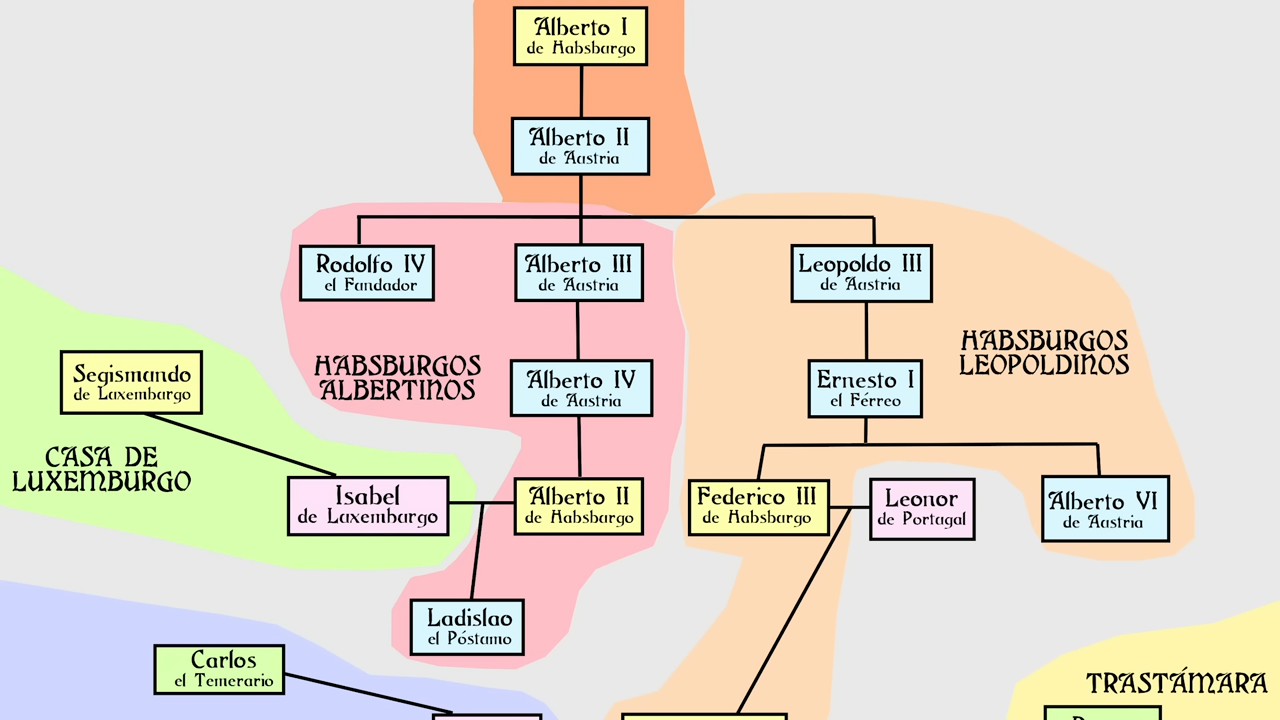 Alberto I
de Habsburgo
Alberto II
de Austria
Rodolfo IV
el Fundador
Alberto III
de Austria
Leopoldo III
de Austria
HABSBURGOS
ALBERTINOS
HABSBURGOS
LEOPOLDINOS
Segismundo
de Luxemburgo
Alberto IV
de Austria
Ernesto I
el Férreo
CASA DE
LUXEMBURGO
Isabel
de Luxemburgo
Alberto II
de Habsburgo
Federico III
de Habsburgo
Leonor
de Portugal
Alberto VI
de Austria
Ladislao
el Póstumo
Carlos
el Temerario
TRASTÁMARA